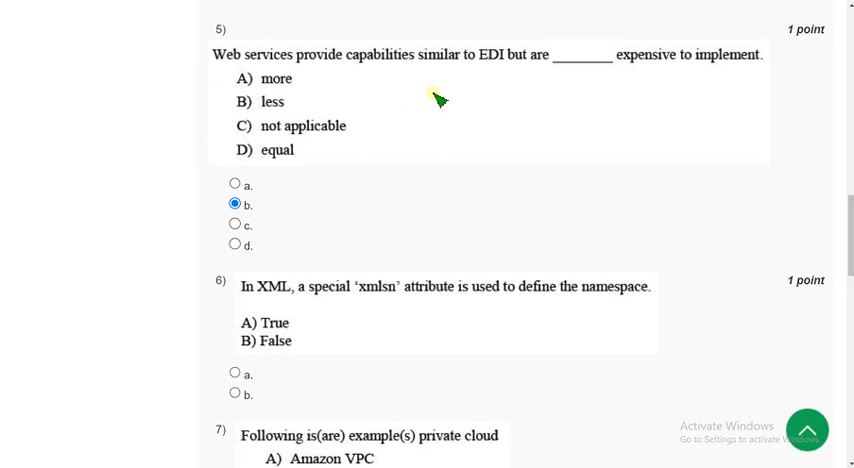 5)
1 point
Web services provide capabilities similar to EDI but are ________ expensive to implement.
A) more
B) less
C) not applicable
D) equal
a.
b.
c.
d.
6)
1 point
In XML, a special ‘xmlsn’ attribute is used to define the namespace.
A) True
B) False
a.
b.
7)
Following is(are) example(s) private cloud
A) Amazon VPC
Activate Windows
Go to Settings to activate Windows.